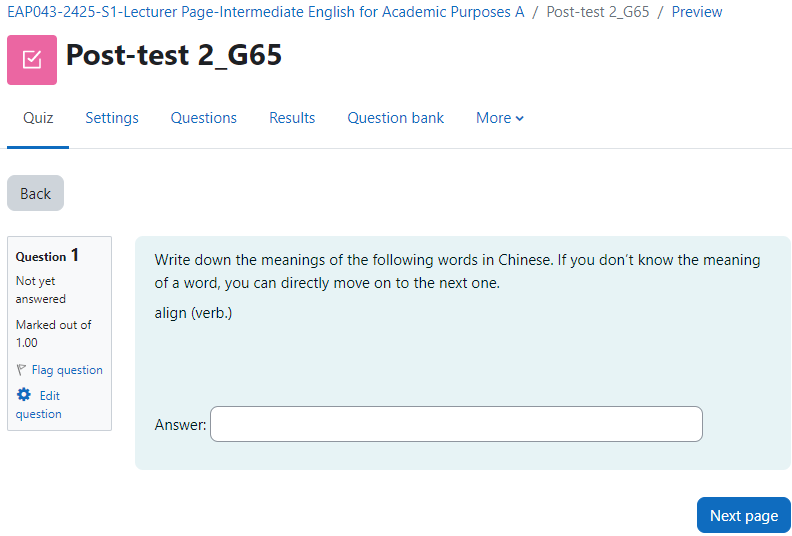 EAP043-2425-S1-Lecturer Page-Intermediate English for Academic Purposes A / Post-test 2_G65 / Preview
Post-test 2_G65
Quiz Settings Questions Results Question bank More
Back
Question 1
Not yet
answered
Marked out of
1.00
Flag question
Edit
question
Write down the meanings of the following words in Chinese. If you don't know the meaning
of a word, you can directly move on to the next one.
align (verb.)
Answer:
Next page